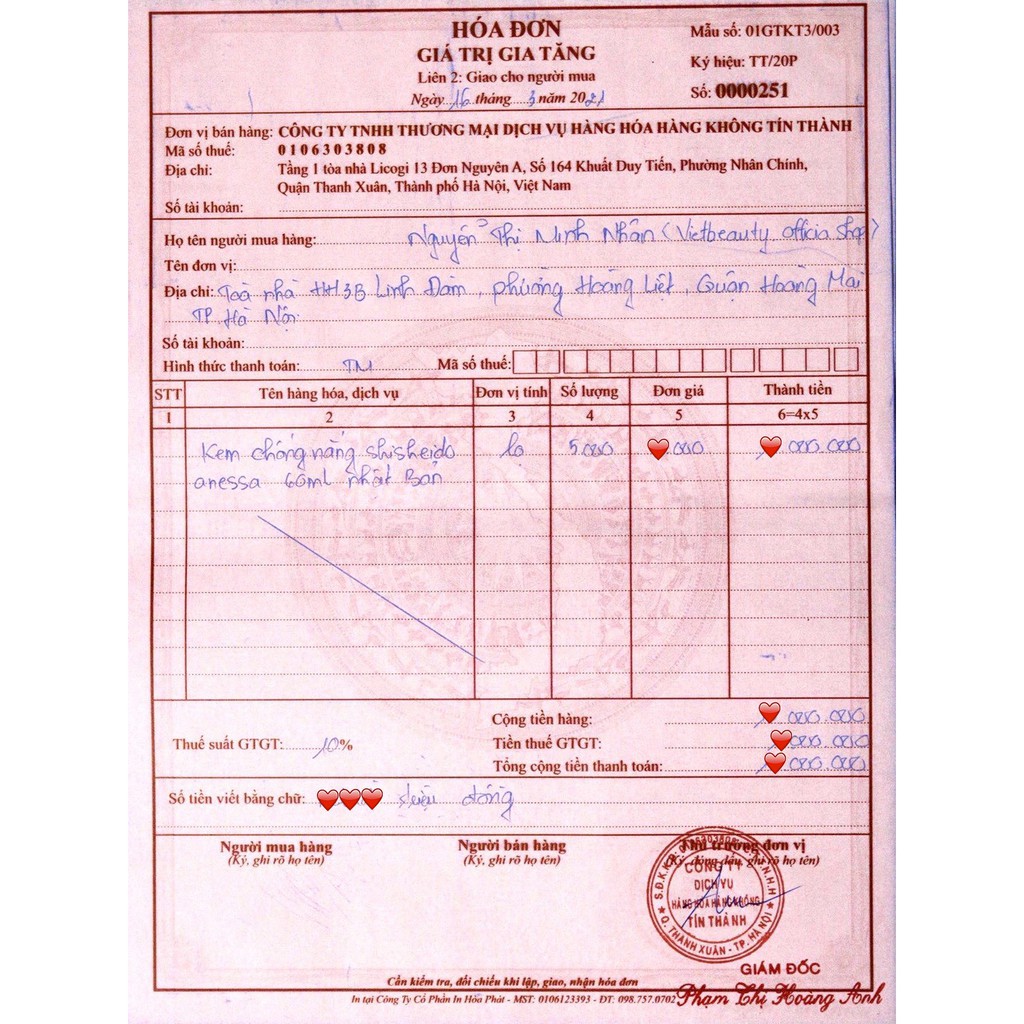 HÓA ĐƠN
GIÁ TRỊ GIA TĂNG
Liên 2: Giao cho người mua
Ngày 16 tháng 3 năm 2021
Mẫu số: 01GTKT3/003
Ký hiệu: TT/20P
Số: 0000251
Đơn vị bán hàng: CÔNG TY TNHH THƯƠNG MẠI DỊCH VỤ HÀNG HÓA HÀNG KHÔNG TÍN THÀNH
Mã số thuế: 0106303808
Địa chỉ: Tầng 1 tòa nhà Licogi 13 Đơn Nguyên A, Số 164 Khuất Duy Tiến, Phường Nhân Chính,
Quận Thanh Xuân, Thành phố Hà Nội, Việt Nam
Số tài khoản:
Họ tên người mua hàng: Nguyễn Thị Minh Nhân (Vietbeauty officia shop)
Tên đơn vị:
Địa chỉ: Toà nhà HH3B Linh Đàm, phường Hoàng Liệt, Quận Hoàng Mai
TP Hà Nội.
Số tài khoản:
Hình thức thanh toán: TM Mã số thuế:
STT Tên hàng hóa, dịch vụ Đơn vị tính Số lượng Đơn giá Thành tiền
1 2 3 4 5 6=4x5
Kem chống nắng shisheido lọ 5.000 000 000.000
anessa 60ml nhật Bản
Cộng tiền hàng: 000.000
Thuế suất GTGT: 10% Tiền thuế GTGT: 000.000
Tổng cộng tiền thanh toán: 000.000
Số tiền viết bằng chữ: triệu đồng
Người mua hàng Người bán hàng Thủ trưởng đơn vị
(Ký, ghi rõ họ tên) (Ký, ghi rõ họ tên) (Ký, đóng dấu, ghi rõ họ tên)
CÔNG TY
DỊCH VỤ
HÀNG HÓA HÀNG KHÔNG
TÍN THÀNH
Q. THANH XUÂN - TP. HÀ NỘI
GIÁM ĐỐC
Phạm Thị Hoàng Anh
Cần kiểm tra, đối chiếu khi lập, giao, nhận hóa đơn
In tại Công Ty Cổ Phần In Hòa Phát - MST: 0106123393 - ĐT: 098.757.0702